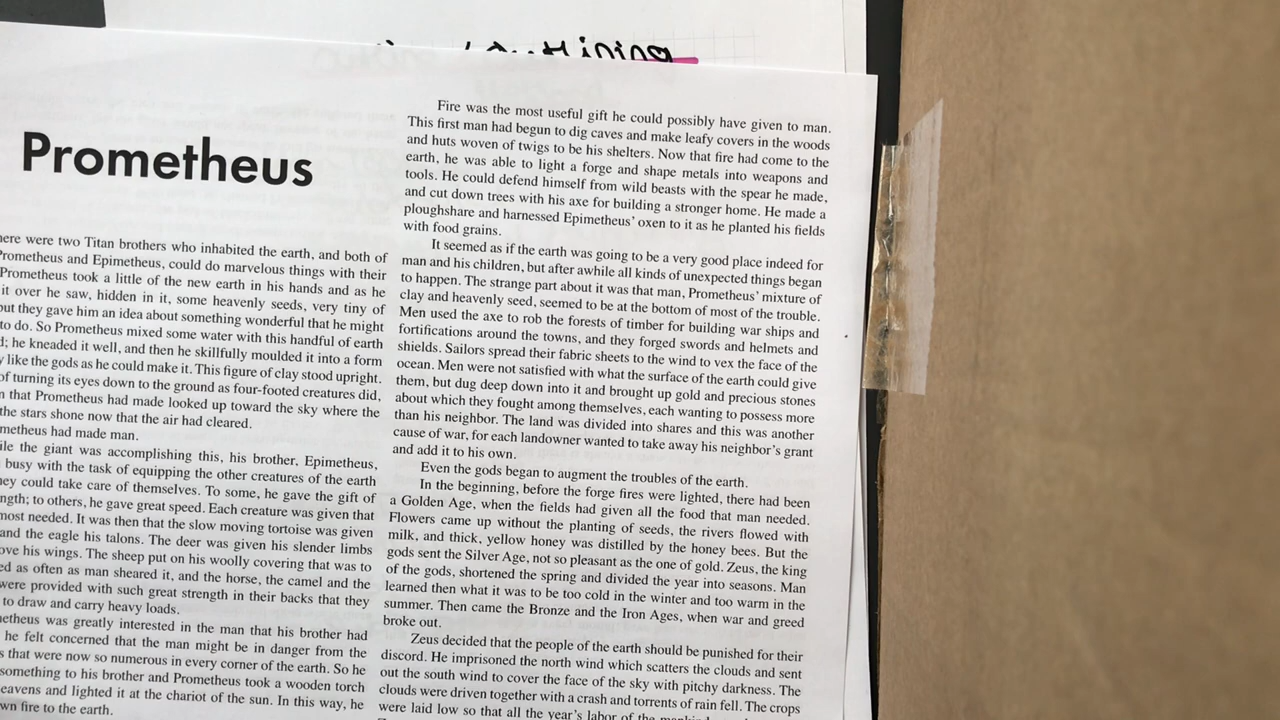 Prometheus
here were two Titan brothers who inhabited the earth, and both of
Prometheus and Epimetheus, could do marvelous things with their
Prometheus took a little of the new earth in his hands and as he
it over he saw, hidden in it, some heavenly seeds, very tiny of
but they gave him an idea about something wonderful that he might
to do. So Prometheus mixed some water with this handful of earth
he kneaded it well, and then he skillfully moulded it into a form
like the gods as he could make it. This figure of clay stood upright.
of turning its eyes down to the ground as four-footed creatures did,
that Prometheus had made looked up toward the sky where the
the stars shone now that the air had cleared.
metheus had made man.
ile the giant was accomplishing this, his brother, Epimetheus,
busy with the task of equipping the other creatures of the earth
hey could take care of themselves. To some, he gave the gift of
ngth; to others, he gave great speed. Each creature was given that
most needed. It was then that the slow moving tortoise was given
and the eagle his talons. The deer was given his slender limbs
ove his wings. The sheep put on his woolly covering that was to
ed as often as man sheared it, and the horse, the camel and the
were provided with such great strength in their backs that they
to draw and carry heavy loads.
etheus was greatly interested in the man that his brother had
he felt concerned that the man might be in danger from the
s that were now so numerous in every corner of the earth. So he
something to his brother and Prometheus took a wooden torch
eavens and lighted it at the chariot of the sun. In this way, he
wn fire to the earth.
Fire was the most useful gift he could possibly have given to man.
This first man had begun to dig caves and make leafy covers in the woods
and huts woven of twigs to be his shelters. Now that fire had come to the
earth, he was able to light a forge and shape metals into weapons and
tools. He could defend himself from wild beasts with the spear he made,
and cut down trees with his axe for building a stronger home. He made a
ploughshare and harnessed Epimetheus' oxen to it as he planted his fields
with food grains.
It seemed as if the earth was going to be a very good place indeed for
man and his children, but after awhile all kinds of unexpected things began
to happen. The strange part about it was that man, Prometheus' mixture of
clay and heavenly seed, seemed to be at the bottom of most of the trouble.
Men used the axe to rob the forests of timber for building war ships and
fortifications around the towns, and they forged swords and helmets and
shields. Sailors spread their fabric sheets to the wind to vex the face of the
ocean. Men were not satisfied with what the surface of the earth could give
them, but dug deep down into it and brought up gold and precious stones
about which they fought among themselves, each wanting to possess more
than his neighbor. The land was divided into shares and this was another
cause of war, for each landowner wanted to take away his neighbor's grant
and add it to his own.
Even the gods began to augment the troubles of the earth.
In the beginning, before the forge fires were lighted, there had been
a Golden Age, when the fields had given all the food that man needed.
Flowers came up without the planting of seeds, the rivers flowed with
milk, and thick, yellow honey was distilled by the honey bees. But the
gods sent the Silver Age, not so pleasant as the one of gold. Zeus, the king
of the gods, shortened the spring and divided the year into seasons. Man
learned then what it was to be too cold in the winter and too warm in the
summer. Then came the Bronze and the Iron Ages, when war and greed
broke out.
Zeus decided that the people of the earth should be punished for their
discord. He imprisoned the north wind which scatters the clouds and sent
out the south wind to cover the face of the sky with pitchy darkness. The
clouds were driven together with a crash and torrents of rain fell. The crops
were laid low so that all the year's labor of the